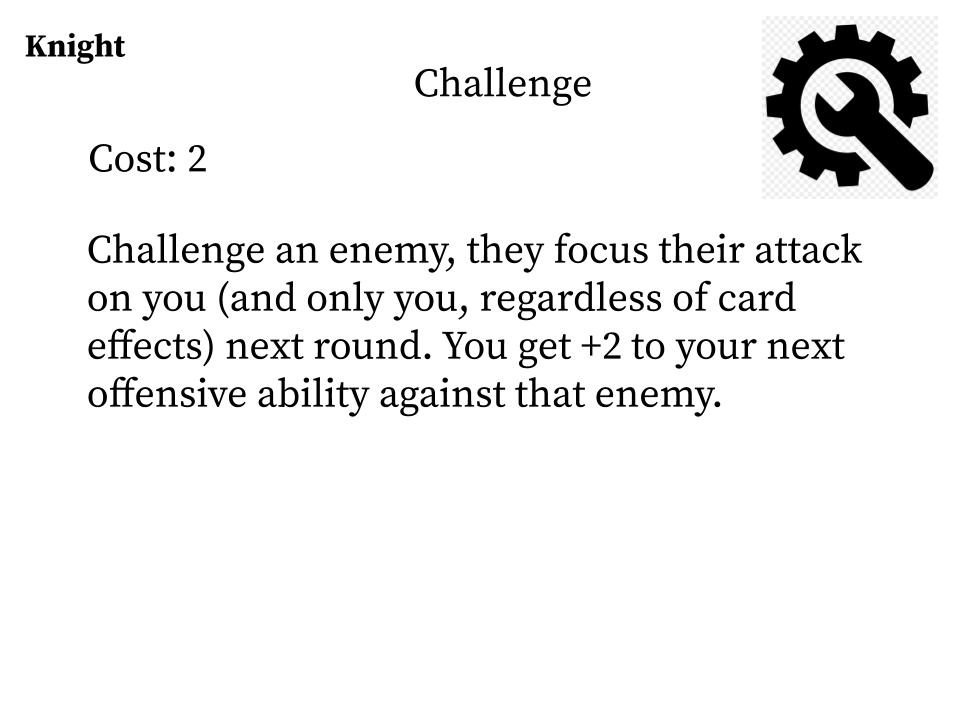 Knight
Challenge
Cost: 2
Challenge an enemy, they focus their attack
on you (and only you, regardless of card
effects) next round. You get +2 to your next
offensive ability against that enemy.